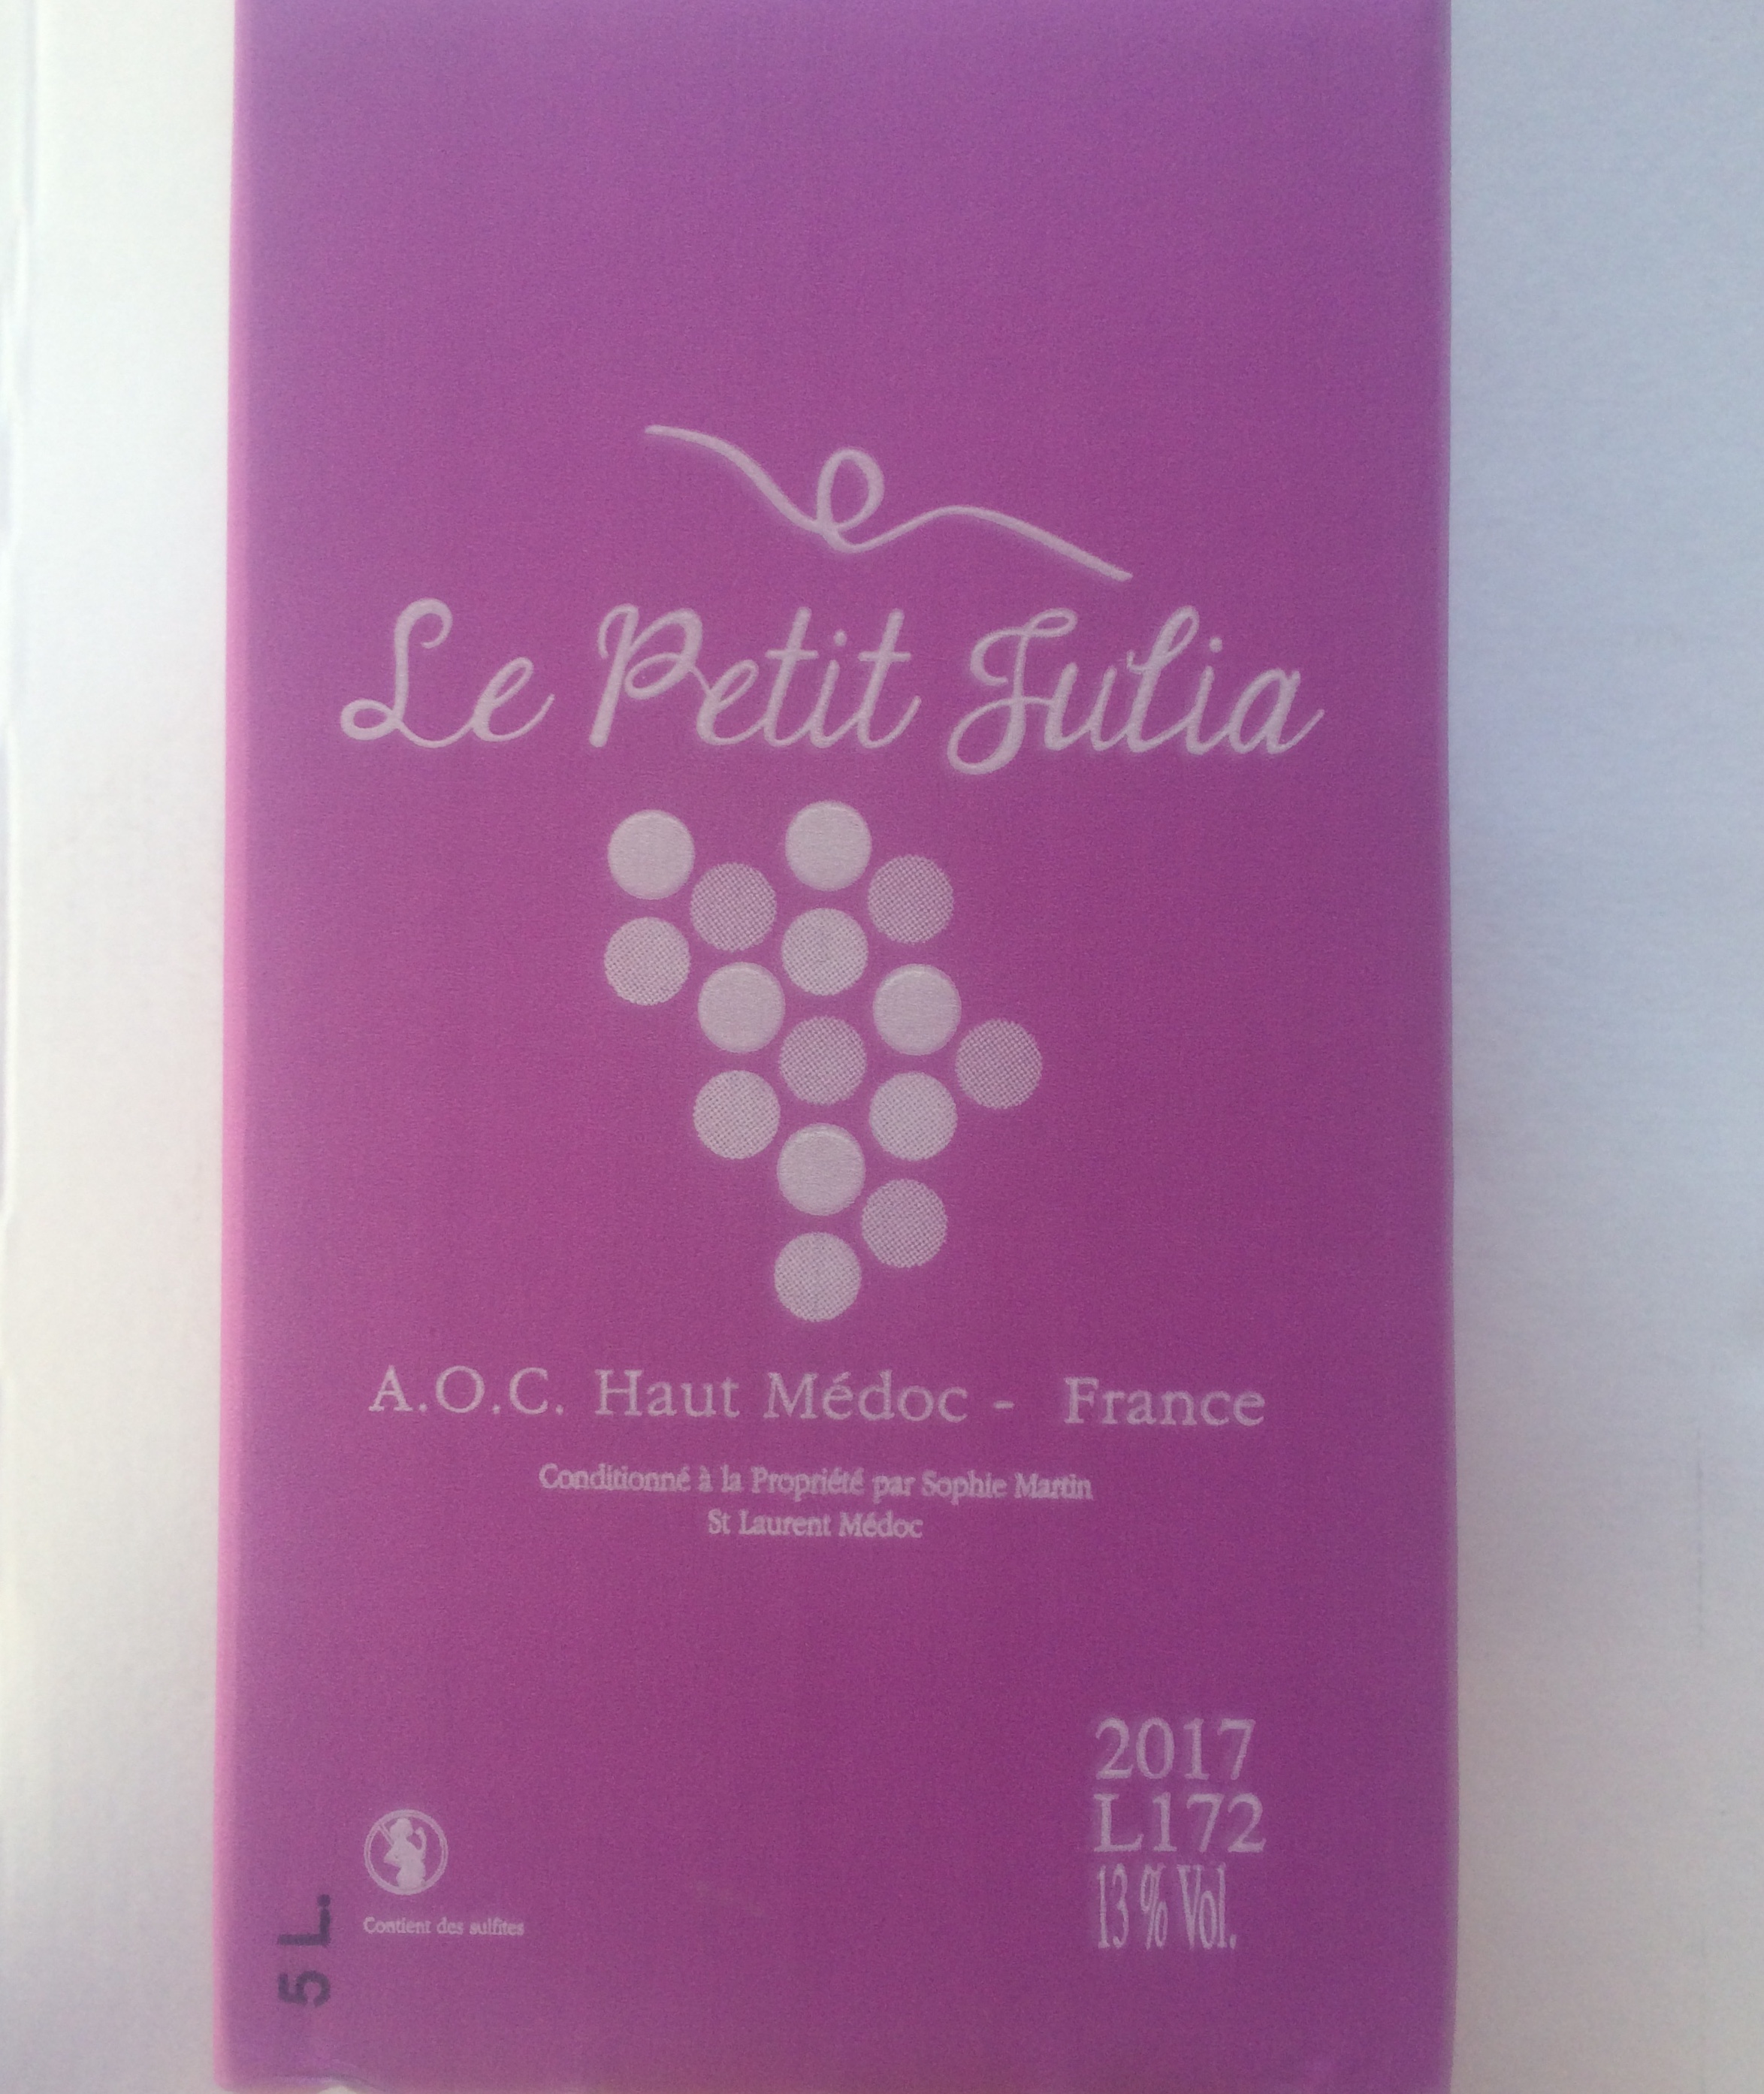 Le Petit Julia
A.O.C. Haut Médoc - France
Conditionné à la Propriété par Sophie Martin
St Laurent Médoc
2017
L172
13 % Vol.
Contient des sulfites
5 L.